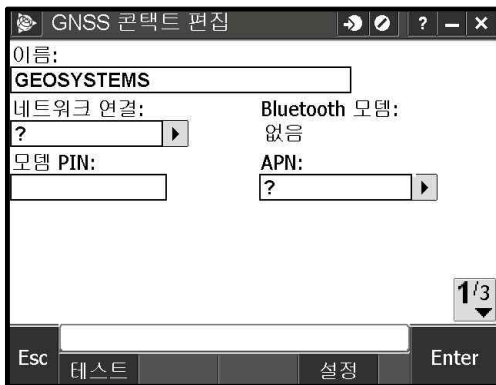 GNSS 콘택트 편집 ? – X
이름:
GEOSYSTEMS
네트워크 연결: Bluetooth 모뎀:
? 없음
모뎀 PIN: APN:
?
1/3
Esc 테스트 설정 Enter